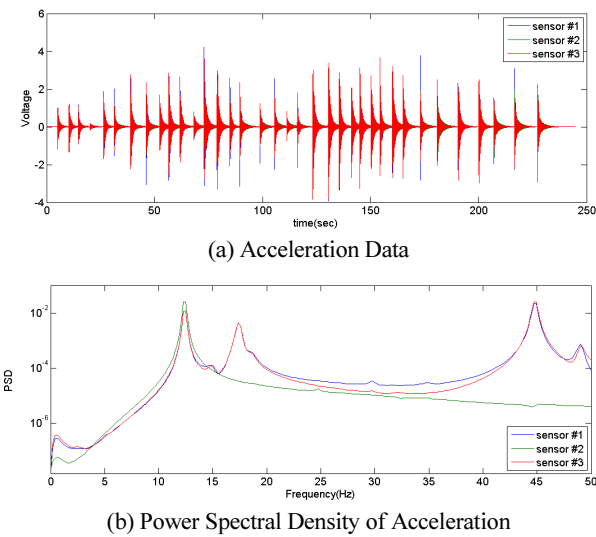 6
4
2
0
-2
-4
Voltage
0
50
100
150
200
250
time(sec)
sensor #1
sensor #2
sensor #3
(a) Acceleration Data
10^-2
10^-4
10^-6
PSD
0
5
10
15
20
25
30
35
40
45
50
Frequency(Hz)
sensor #1
sensor #2
sensor #3
(b) Power Spectral Density of Acceleration